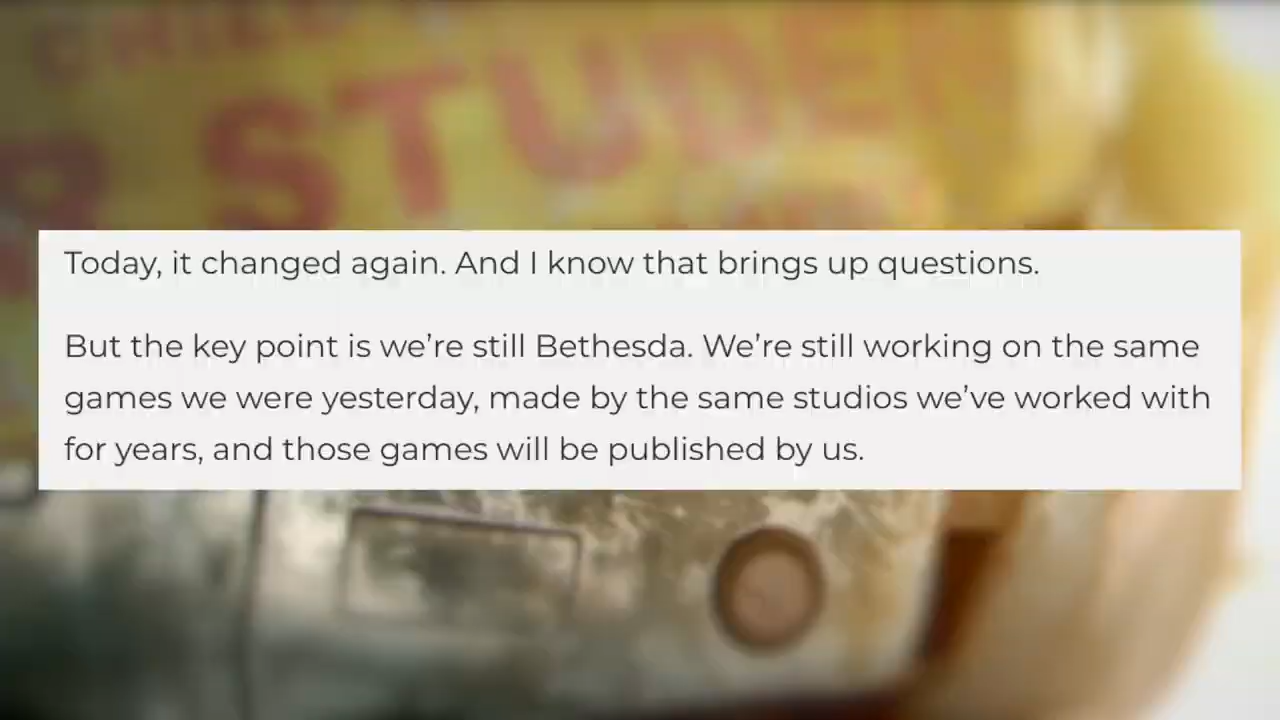 STUDE
Today, it changed again. And I know that brings up questions.
But the key point is we’re still Bethesda. We’re still working on the same
games we were yesterday, made by the same studios we’ve worked with
for years, and those games will be published by us.